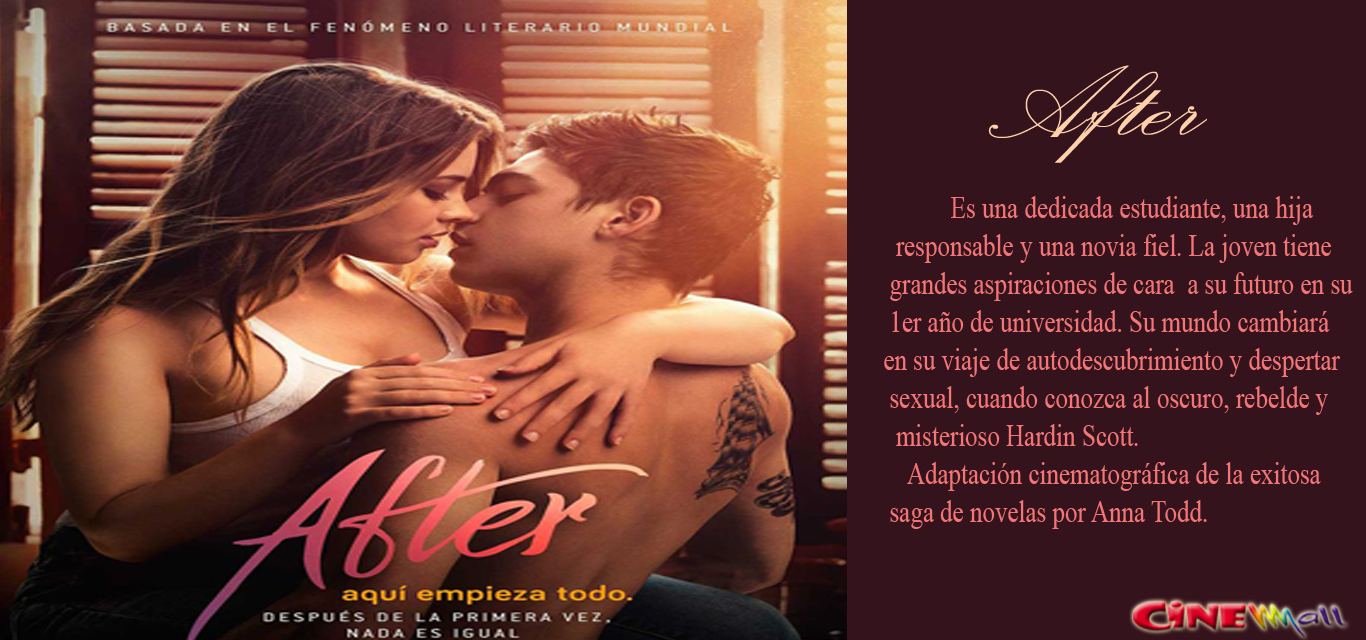 BASADA EN EL FENÓMENO LITERARIO MUNDIAL
After
aquí empieza todo.
DESPUÉS DE LA PRIMERA VEZ,
NADA ES IGUAL
After
Es una dedicada estudiante, una hija
responsable y una novia fiel. La joven tiene
grandes aspiraciones de cara a su futuro en su
1er año de universidad. Su mundo cambiará
en su viaje de autodescubrimiento y despertar
sexual, cuando conozca al oscuro, rebelde y
misterioso Hardin Scott.
Adaptación cinematográfica de la exitosa
saga de novelas por Anna Todd.
CINEMMall